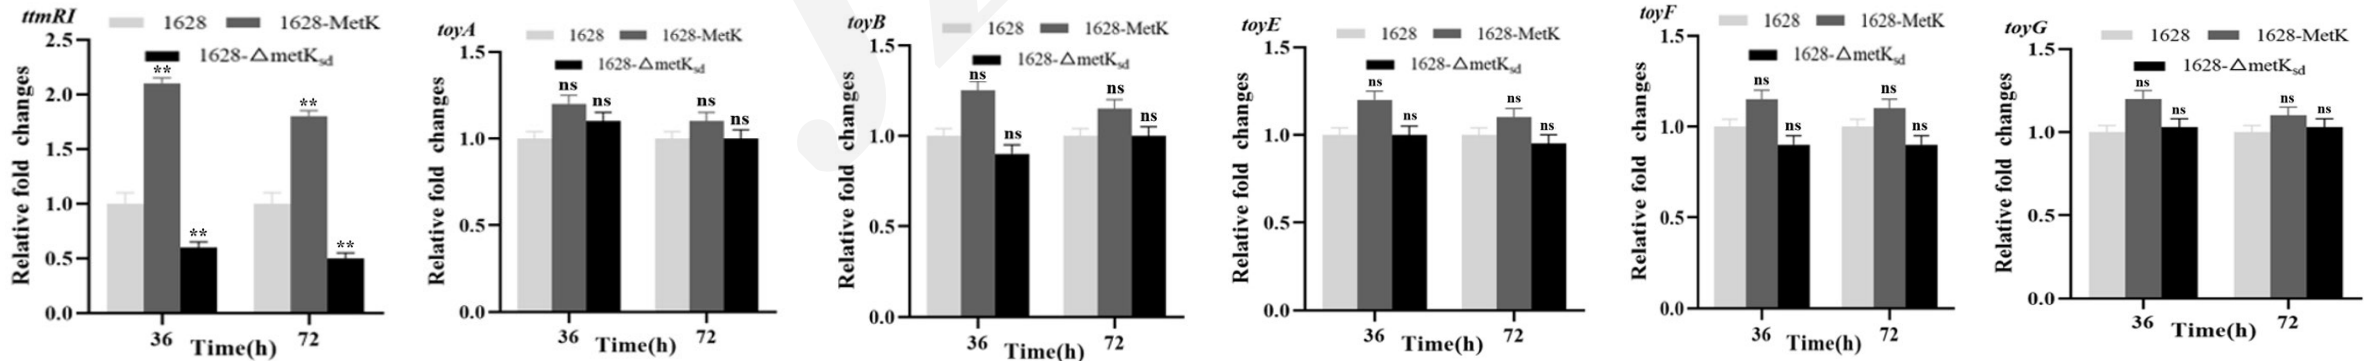 ttmRI
1628 1628-MetK
1628-△metKsd
Relative fold changes
2.5
2.0
1.5
1.0
0.5
0.0
** ** ** **
36 72
Time(h)
toyA
1628 1628-MetK
1628-△metKsd
Relative fold changes
1.5
1.0
0.5
0.0
ns ns ns ns
36 72
Time(h)
toyB
1628 1628-MetK
1628-△metKsd
Relative fold changes
1.5
1.0
0.5
0.0
ns ns ns ns
36 72
Time(h)
toyE
1628 1628-MetK
1628-△metKsd
Relative fold changes
1.5
1.0
0.5
0.0
ns ns ns ns
36 72
Time(h)
toyF
1628 1628-MetK
1628-△metKsd
Relative fold changes
1.5
1.0
0.5
0.0
ns ns ns ns
36 72
Time(h)
toyG
1628 1628-MetK
1628-△metKsd
Relative fold changes
1.5
1.0
0.5
0.0
ns ns ns ns
36 72
Time(h)